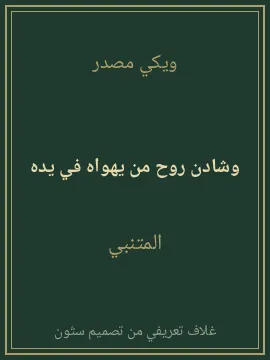 ويكي مصدر
وشادن روح من يهواه في يده
المتنبي
غلاف تعريفي من تصميم سثون